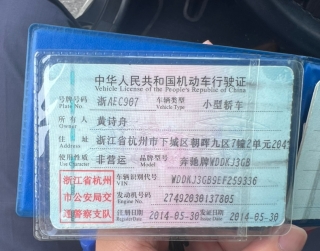 中华人民共和国机动车行驶证
Vehicle License of the People's Republic of China
号牌号码 浙AEC907 车辆类型 小型轿车
Plate No. Vehicle Type
所有人 黄诗舟
Owner
住址 浙江省杭州市下城区朝晖九区7幢2单元204
Address
使用性质 非营运 品牌型号 奔驰牌WDDKJ3GB
Use Character Model
浙江省杭州
市公安局交
通警察支队
车辆识别代号 WDDKJ3GB9EF259336
VIN
发动机号码 27492030137805
Engine No.
注册日期 2014-05-30 发证日期 2014-05-30
Register Date Issue Date